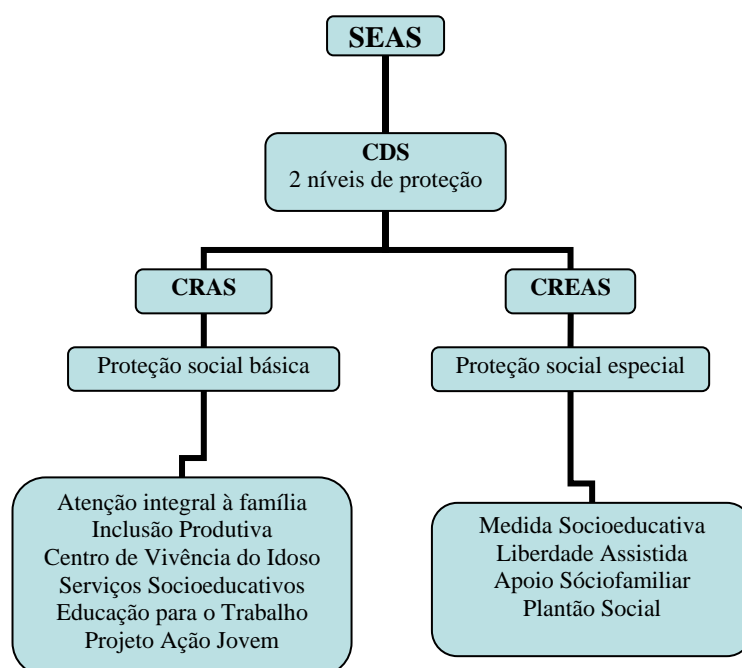 SEAS
CDS
2 níveis de proteção
CRAS
CREAS
Proteção social básica
Proteção social especial
Atenção integral à família
Inclusão Produtiva
Centro de Vivência do Idoso
Serviços Socioeducativos
Educação para o Trabalho
Projeto Ação Jovem
Medida Socioeducativa
Liberdade Assistida
Apoio Sóciofamiliar
Plantão Social